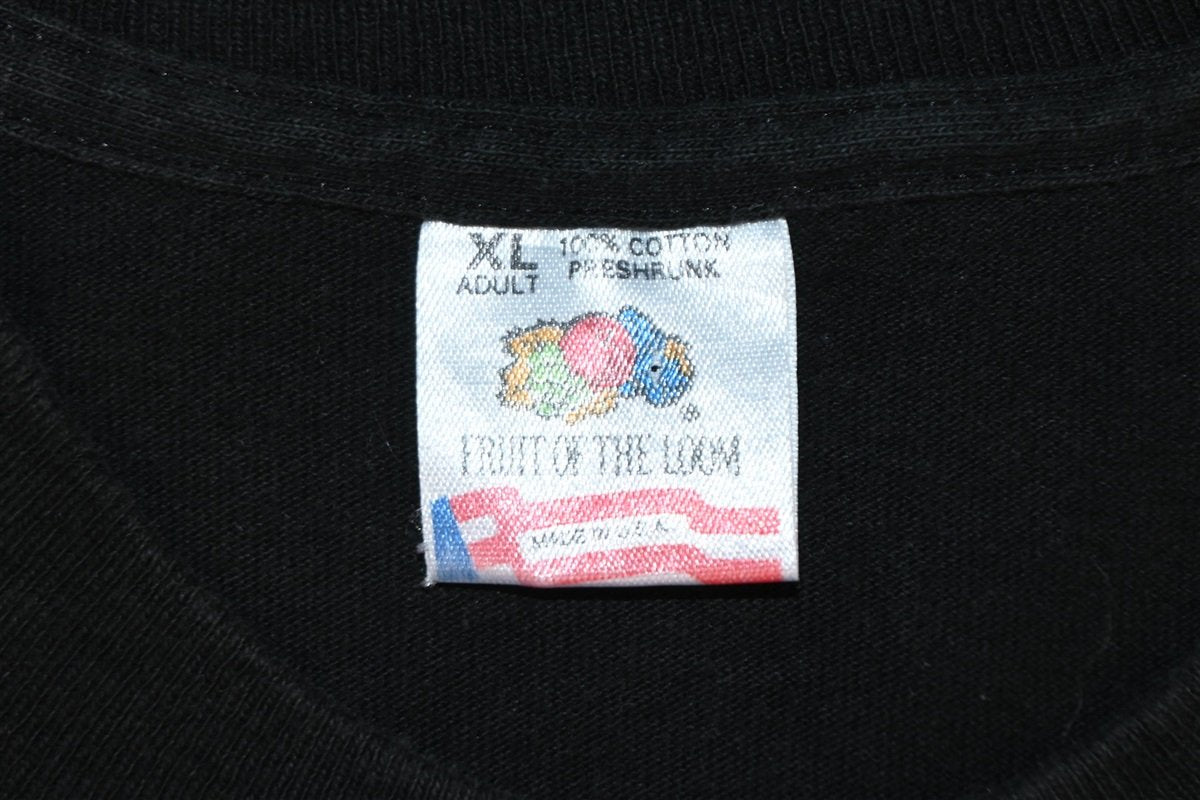 XL 100% COTTON
ADULT PRESHRUNK
®
FRUIT OF THE LOOM
MADE IN U.S.A.